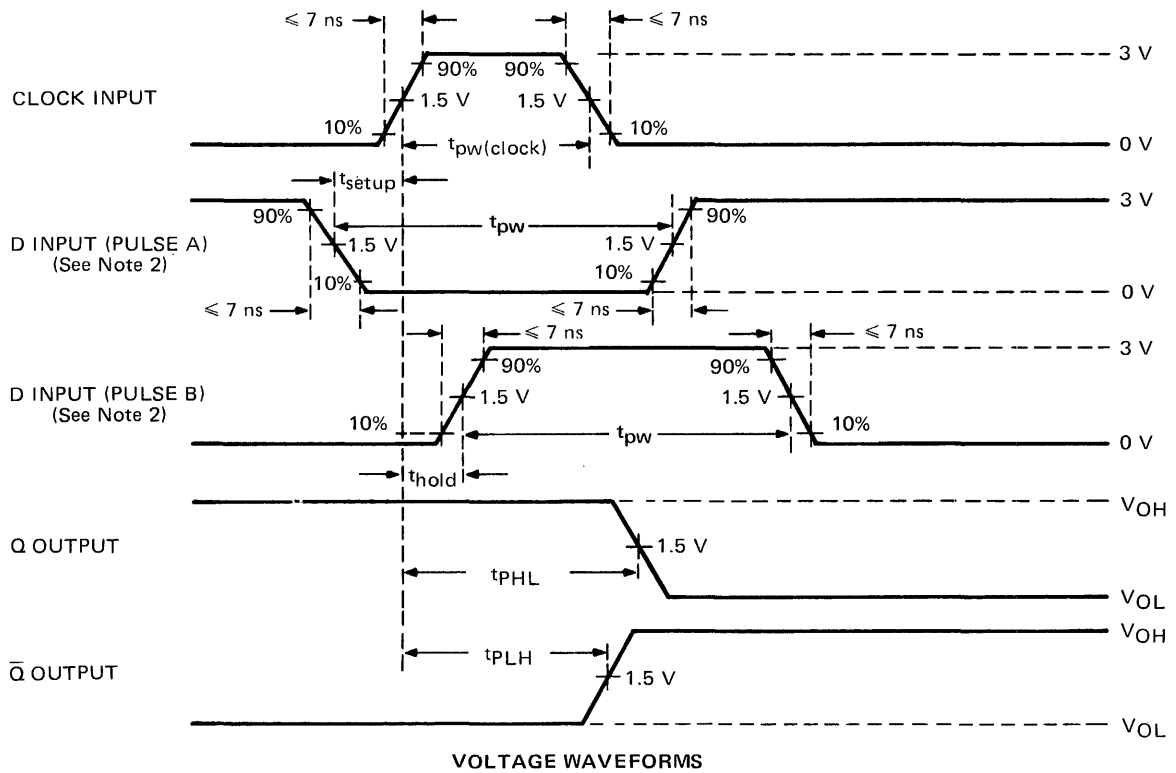 ≤ 7 ns
≤ 7 ns
3 V
90%
90%
CLOCK INPUT
1.5 V
1.5 V
10%
10%
tpw(clock)
0 V
tsetup
3 V
90%
tpw
90%
D INPUT (PULSE A)
(See Note 2)
1.5 V
1.5 V
10%
10%
0 V
≤ 7 ns
≤ 7 ns
≤ 7 ns
≤ 7 ns
3 V
90%
90%
D INPUT (PULSE B)
(See Note 2)
1.5 V
1.5 V
10%
tpw
10%
0 V
thold
VOH
Q OUTPUT
1.5 V
tPHL
VOL
VOH
tPLH
Q̅ OUTPUT
1.5 V
VOL
VOLTAGE WAVEFORMS